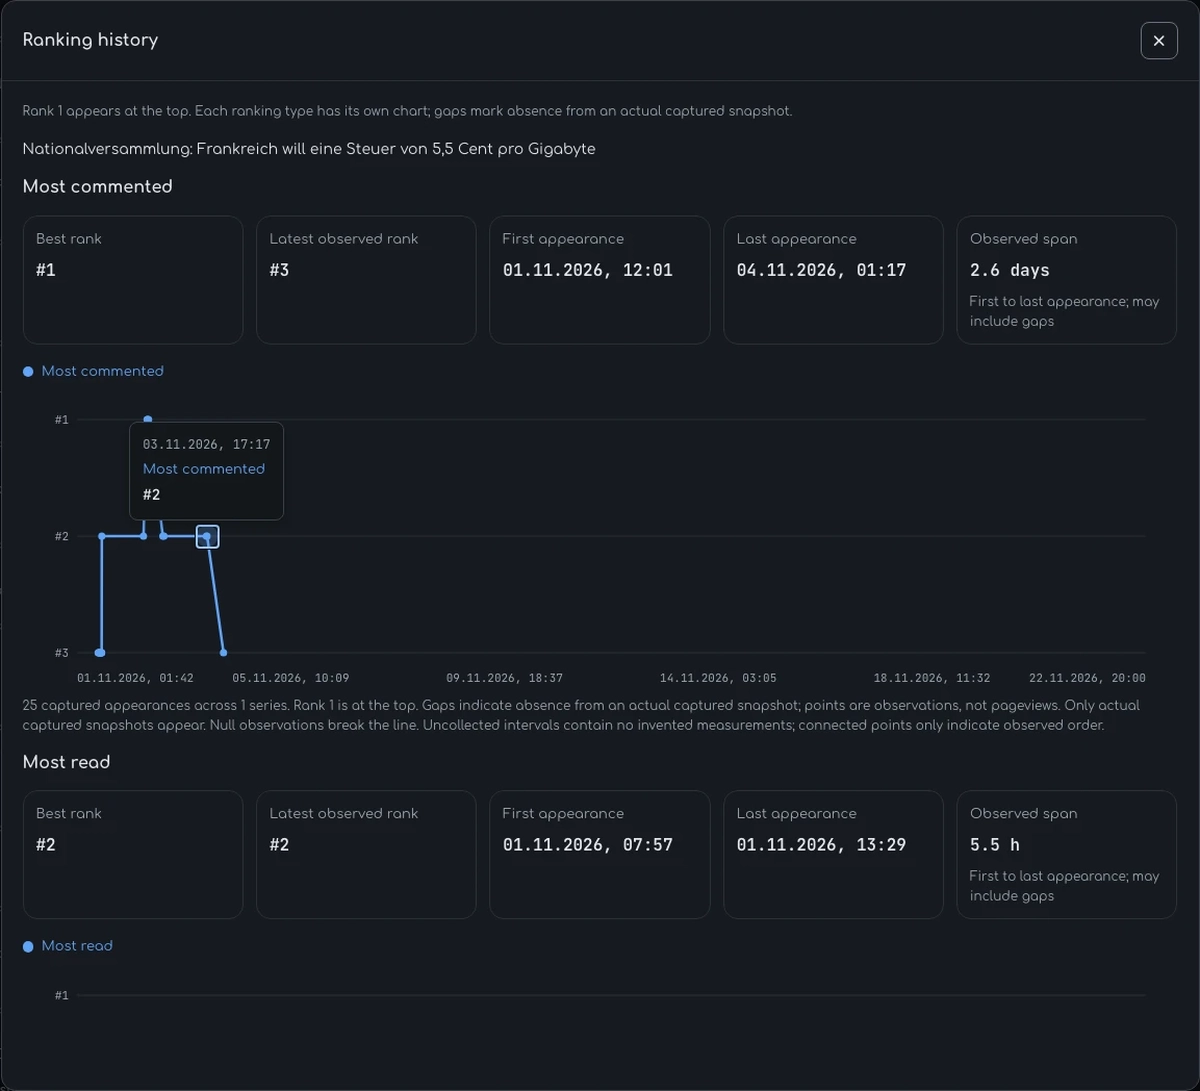 Ranking history
Rank 1 appears at the top. Each ranking type has its own chart; gaps mark absence from an actual captured snapshot.
Nationalversammlung: Frankreich will eine Steuer von 5,5 Cent pro Gigabyte
Most commented
Best rank
#1
Latest observed rank
#3
First appearance
01.11.2026, 12:01
Last appearance
04.11.2026, 01:17
Observed span
2.6 days
First to last appearance; may
include gaps
Most commented
#1
03.11.2026, 17:17
Most commented
#2
#2
#3
01.11.2026, 01:42
05.11.2026, 10:09
09.11.2026, 18:37
14.11.2026, 03:05
18.11.2026, 11:32
22.11.2026, 20:00
25 captured appearances across 1 series. Rank 1 is at the top. Gaps indicate absence from an actual captured snapshot; points are observations, not pageviews. Only actual
captured snapshots appear. Null observations break the line. Uncollected intervals contain no invented measurements; connected points only indicate observed order.
Most read
Best rank
#2
Latest observed rank
#2
First appearance
01.11.2026, 07:57
Last appearance
01.11.2026, 13:29
Observed span
5.5 h
First to last appearance; may
include gaps
Most read
#1